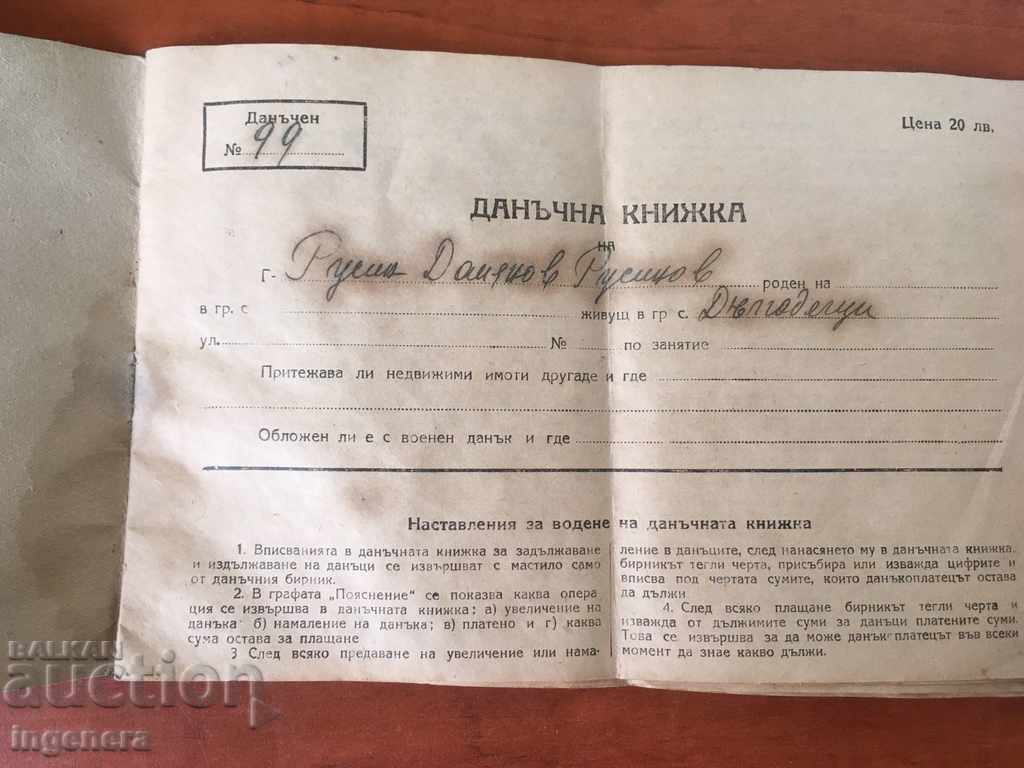 Данъчен
№ 99
Цена 20 лв.
ДАНЪЧНА КНИЖКА
на
Г- Русин Дамянов Русинов роден на
в гр. с живущ в гр с. Дългоделци
ул. № по занятие
Притежава ли недвижими имоти другаде и где
Обложен ли е с военен данък и где
Наставления за водене на данъчната книжка
1. Вписванията в данъчната книжка за задължаване
и издължаване на данъци се извършват с мастило само
от данъчния бирник.
2. В графата „Пояснение" се показва каква опера
ция се извършва в данъчната книжка; а) увеличение на
данъка б) намаление на данъка; в) платено и г) каква
сума остава за плащане
3 След всяко предаване на увеличение или нама-
ление в данъците, след нанасянето му в данъчната книжка,
бирникът тегли черта, присъбира или изважда цифрите и
вписва под чертата сумите, които данъкоплатецът остава
да дължи
4. След всяко плащане бирникът тегли черта и
изважда от дължимите суми за данъци платените суми.
Това се извършва за да може данъкоплатецът във всеки
момент да знае какво дължи.
BALKAN
auction
ingenera